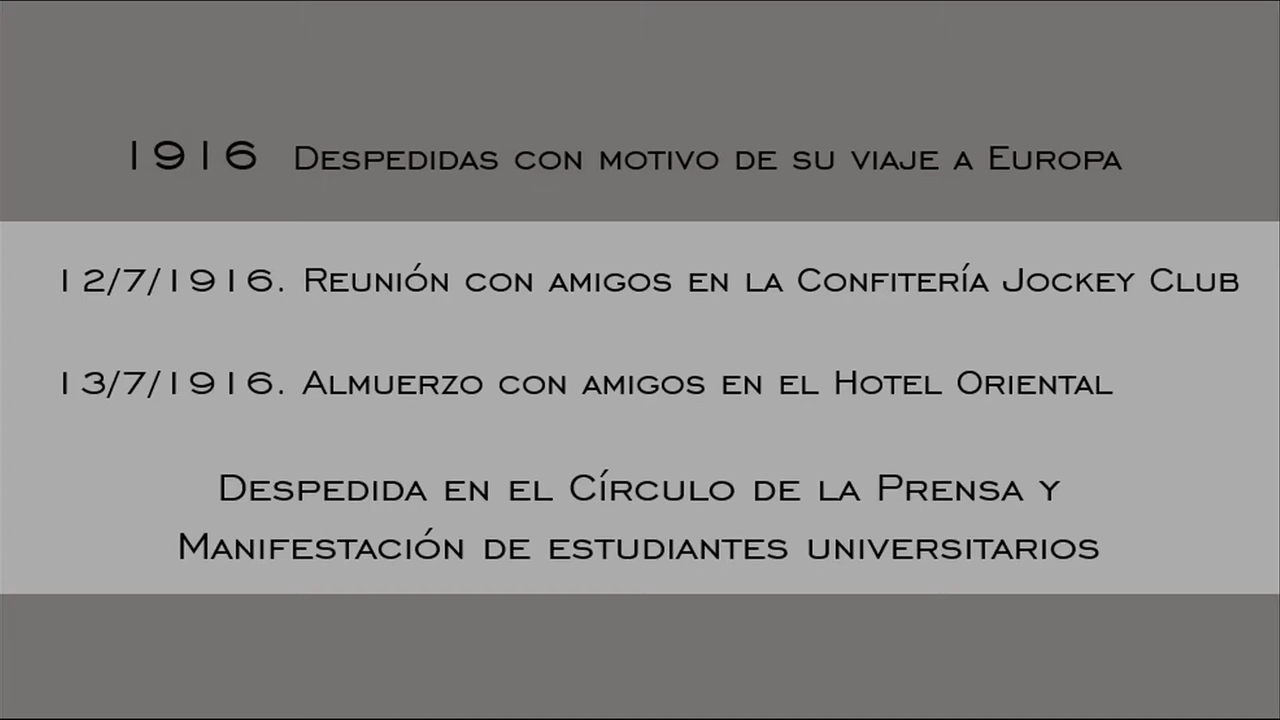 1916 Despedidas con motivo de su viaje a Europa
12/7/1916. Reunión con amigos en la Confitería Jockey Club
13/7/1916. Almuerzo con amigos en el Hotel Oriental
Despedida en el Círculo de la Prensa y
Manifestación de estudiantes universitarios